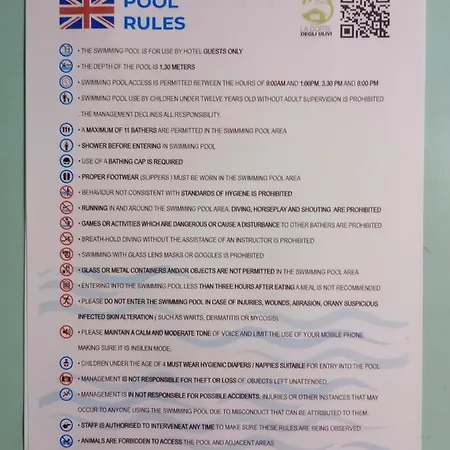 POOL
RULES
LA CORTE
DEGLI ULIVI
• THE SWIMMING POOL IS FOR USE BY HOTEL GUESTS ONLY
• THE DEPTH OF THE POOL IS 1,30 METERS
• SWIMMING POOL ACCESS IS PERMITTED BETWEEN THE HOURS OF 9:00AM AND 1:00PM, 3.30 PM AND 8:00 PM
• SWIMMING POOL USE BY CHILDREN UNDER TWELVE YEARS OLD WITHOUT ADULT SUPERVISION IS PROHIBITED
. THE MANAGEMENT DECLINES ALL RESPONSIBILITY.
• A MAXIMUM OF 11 BATHERS ARE PERMITTED IN THE SWIMMING POOL AREA
• SHOWER BEFORE ENTERING IN SWIMMING POOL
• USE OF A BATHING CAP IS REQUIRED
• PROPER FOOTWEAR (SLIPPERS ) MUST BE WORN IN THE SWIMMING POOL AREA
• BEHAVIOUR NOT CONSISTENT WITH STANDARDS OF HYGIENE IS PROHIBITED
• RUNNING IN AND AROUND THE SWIMMING POOL AREA, DIVING, HORSEPLAY AND SHOUTING ARE PROHIBITED
• GAMES OR ACTIVITIES WHICH ARE DANGEROUS OR CAUSE A DISTURBANCE TO OTHER BATHERS ARE PROHIBITED
• BREATH-HOLD DIVING WITHOUT THE ASSISTANCE OF AN INSTRUCTOR IS PROHIBITED
• SWIMMING WITH GLASS LENS MASKS OR GOGGLES IS PROHIBITED
• GLASS OR METAL CONTAINERS AND/OR OBJECTS ARE NOT PERMITTED IN THE SWIMMING POOL AREA
• ENTERING INTO THE SWIMMING POOL LESS THAN THREE HOURS AFTER EATING A MEAL IS NOT RECOMMENDED
• PLEASE DO NOT ENTER THE SWIMMING POOL IN CASE OF INJURIES, WOUNDS, ABRASION, OR ANY SUSPICIOUS
INFECTED SKIN ALTERATION ( SUCH AS WARTS, DERMATITIS OR MYCOSIS)
• PLEASE MAINTAIN A CALM AND MODERATE TONE OF VOICE AND LIMIT THE USE OF YOUR MOBILE PHONE,
MAKING SURE IT IS IN SILEN MODE.
• CHILDREN UNDER THE AGE OF 4 MUST WEAR HYGIENIC DIAPERS / NAPPIES SUITABLE FOR ENTRY INTO THE POOL
• MANAGEMENT IS NOT RESPONSIBLE FOR THEFT OR LOSS OF OBJECTS LEFT UNATTENDED.
• MANAGEMENT IS IN NOT RESPONSIBLE FOR POSSIBLE ACCIDENTS, INJURIES OR OTHER INSTANCES THAT MAY
OCCUR TO ANYONE USING THE SWIMMING POOL DUE TO MISCONDUCT THAT CAN BE ATTRIBUTED TO THEM.
• STAFF IS AUTHORISED TO INTERVENE AT ANY TIME TO MAKE SURE THESE RULES ARE BEING OBSERVED
• ANIMALS ARE FORBIDDEN TO ACCESS THE POOL AND ADJACENT AREAS